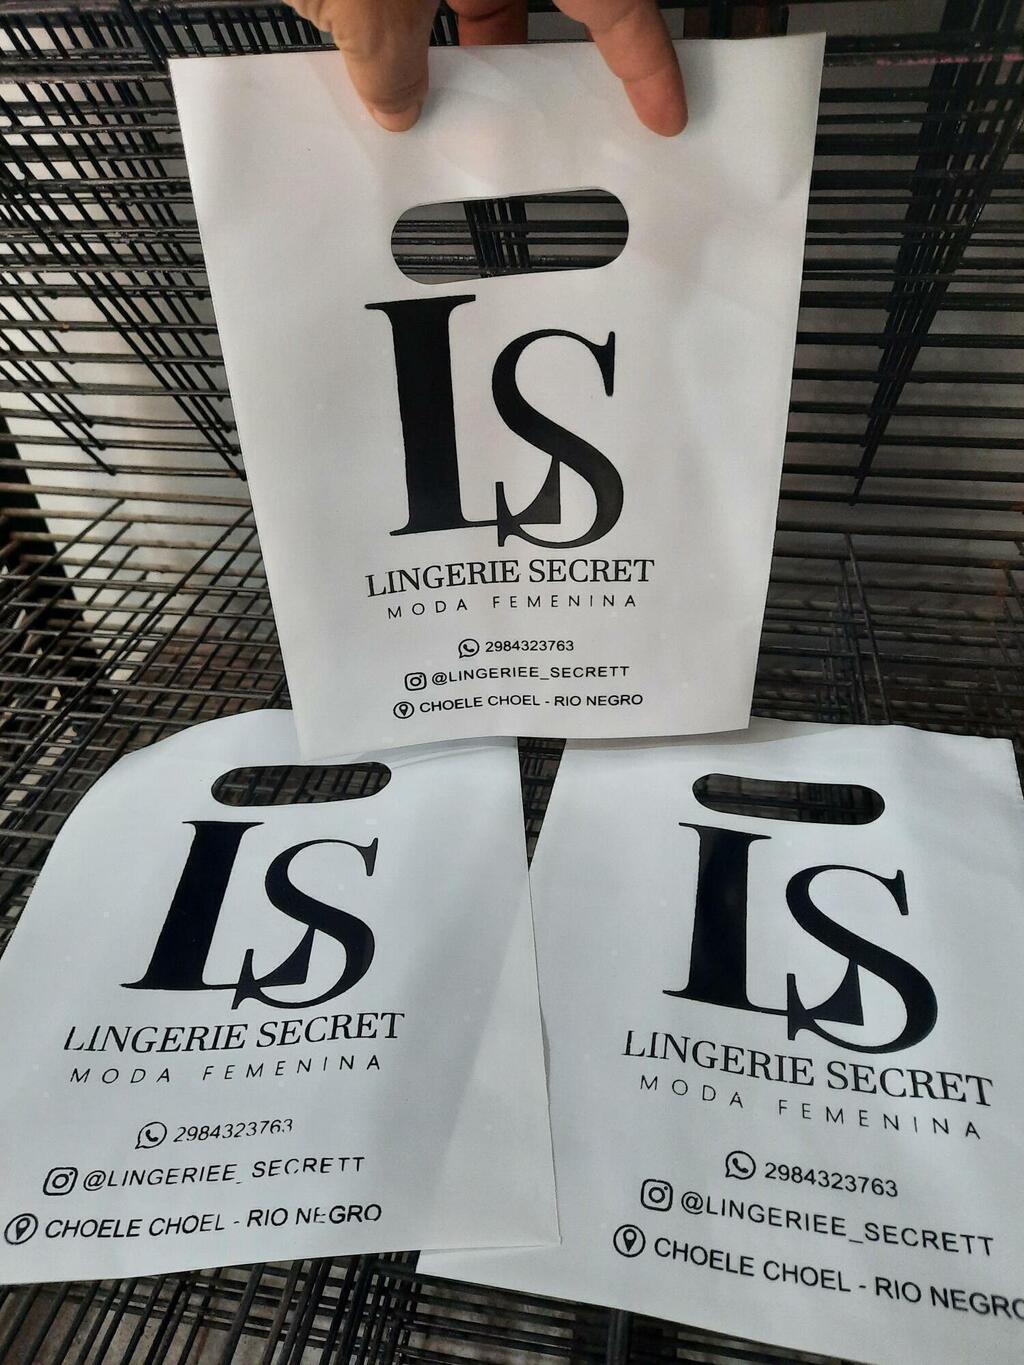 LS
LINGERIE SECRET
MODA FEMENINA
2984323763
@LINGERIEE_SECRETT
CHOELE CHOEL - RIO NEGRO
LS
LINGERIE SECRET
MODA FEMENINA
2984323763
@LINGERIEE_SECRETT
CHOELE CHOEL - RIO NEGRO
LS
LINGERIE SECRET
MODA FEMENINA
2984323763
@LINGERIEE_SECRETT
CHOELE CHOEL - RIO NEGRO